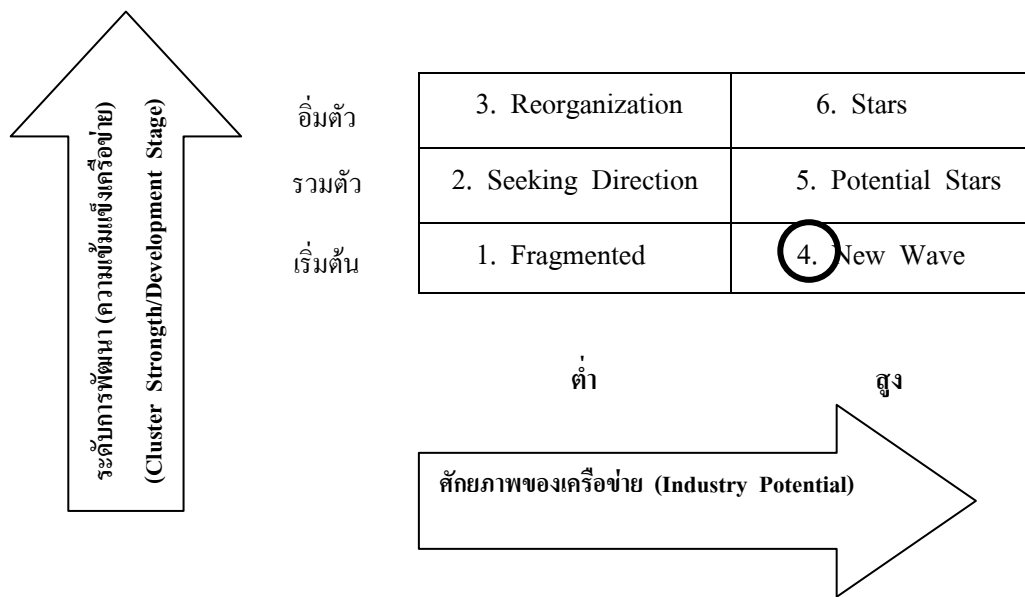 ระดับการพัฒนา (ความเข้มแข็งเครือข่าย)
(Cluster Strongth/Development Stage)
อิ่มตัว
3. Reorganization
6. Stars
รวมตัว
2. Seeking Direction
5. Potential Stars
เริ่มต้น
1. Fragmented
4. New Wave
ต่ำ
สูง
ศักยภาพของเครือข่าย (Industry Potential)